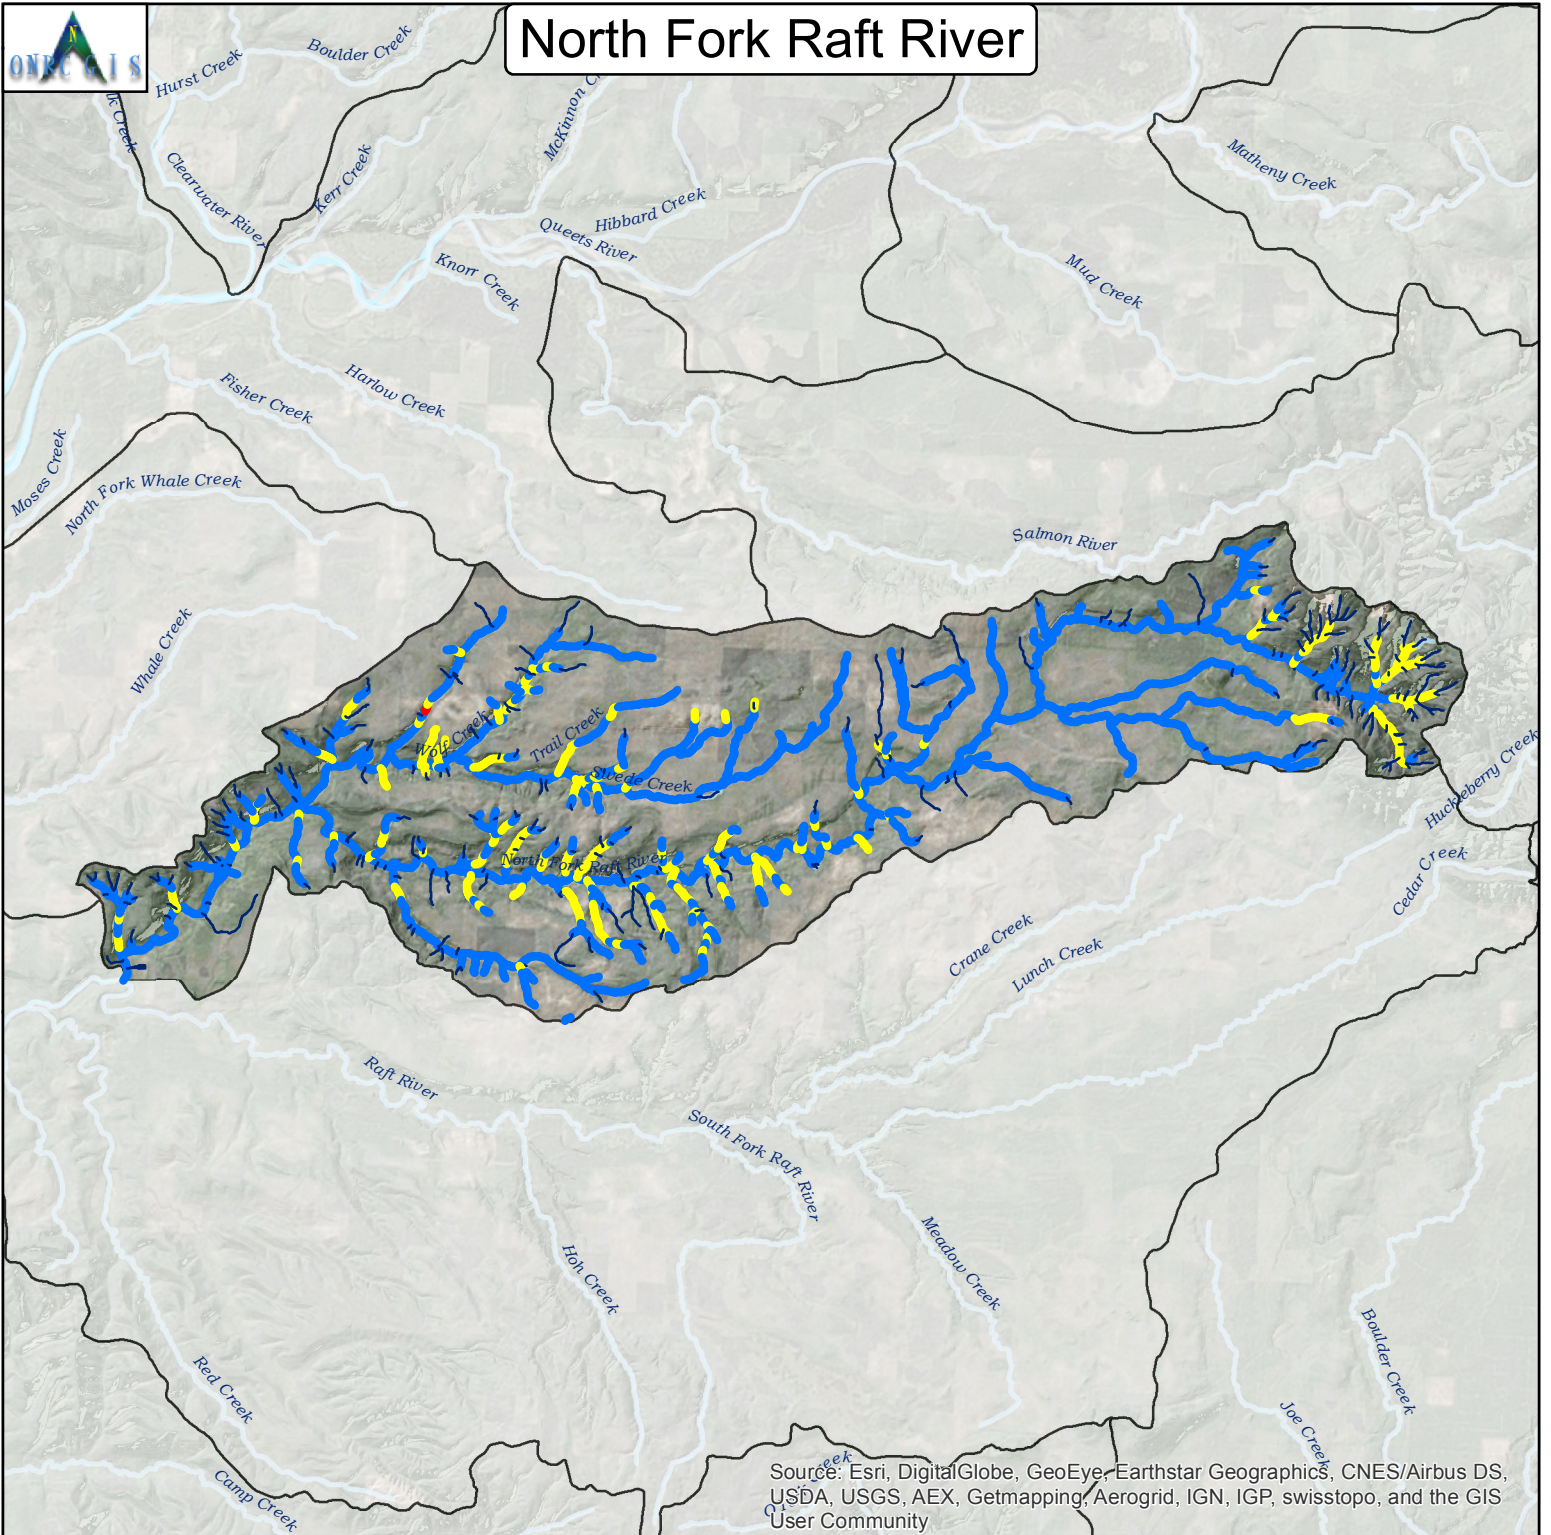 North Fork Raft River
N
ONRC GIS
Boulder Creek
Hurst Creek
lk Creek
McKinnon C
Clearwater River
Kerr Creek
Matheny Creek
Hibbard Creek
Queets River
Knorr Creek
Mud Creek
Harlow Creek
Fisher Creek
Moses Creek
North Fork Whale Creek
Salmon River
Whale Creek
Wolf Creek
Trail Creek
Swede Creek
Huckleberry Creek
North Fork Raft River
Cedar Creek
Crane Creek
Lunch Creek
Raft River
South Fork Raft River
Hoh Creek
Meadow Creek
Boulder Creek
Red Creek
Joe Creek
Camp Creek
Creek
Source: Esri, DigitalGlobe, GeoEye, Earthstar Geographics, CNES/Airbus DS,
USDA, USGS, AEX, Getmapping, Aerogrid, IGN, IGP, swisstopo, and the GIS
User Community